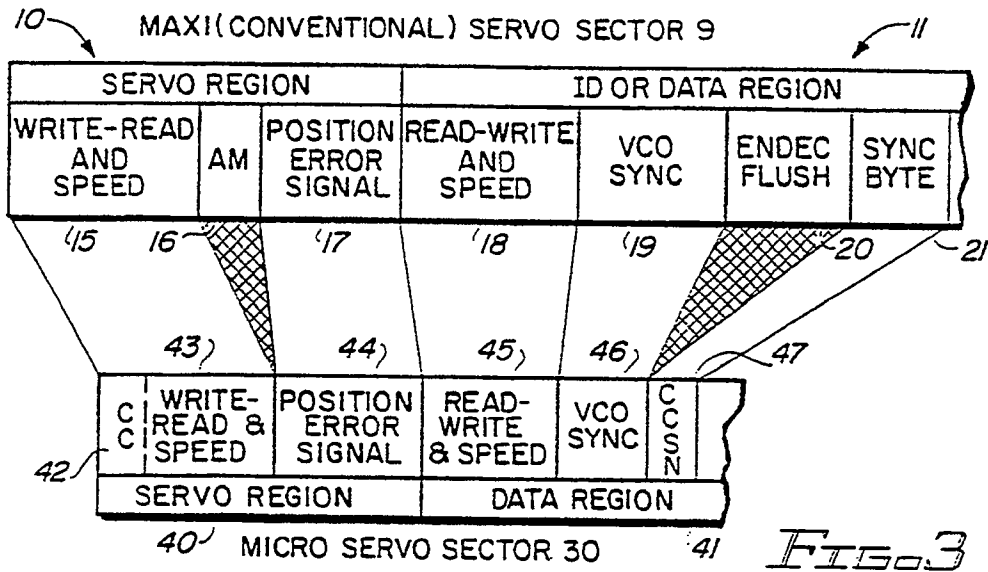 10 MAXI(CONVENTIONAL) SERVO SECTOR 9 11
SERVO REGION ID OR DATA REGION
WRITE-READ AND SPEED
AM
POSITION ERROR SIGNAL
READ-WRITE AND SPEED
VCO SYNC
ENDEC FLUSH
SYNC BYTE
15 16 17 18 19 20 21
43 44 45 46 47
42
CC
WRITE-READ & SPEED
POSITION ERROR SIGNAL
READ-WRITE & SPEED
VCO SYNC
CCSN
SERVO REGION DATA REGION
40 MICRO SERVO SECTOR 30 41
FIG. 3